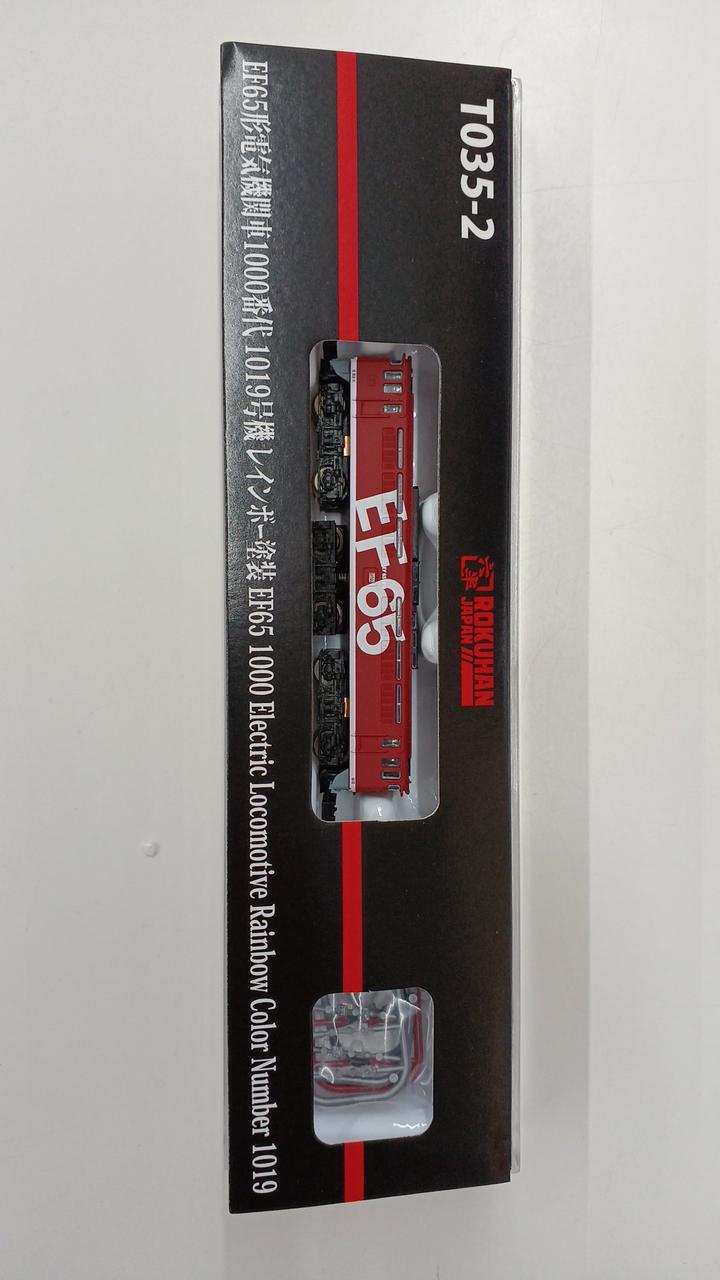 T035-2
ROKUHAN
JAPAN
EF65
EF65形電気機関車1000番代 1019号機 レインボー塗装 EF65 1000 Electric Locomotive Rainbow Color Number 1019